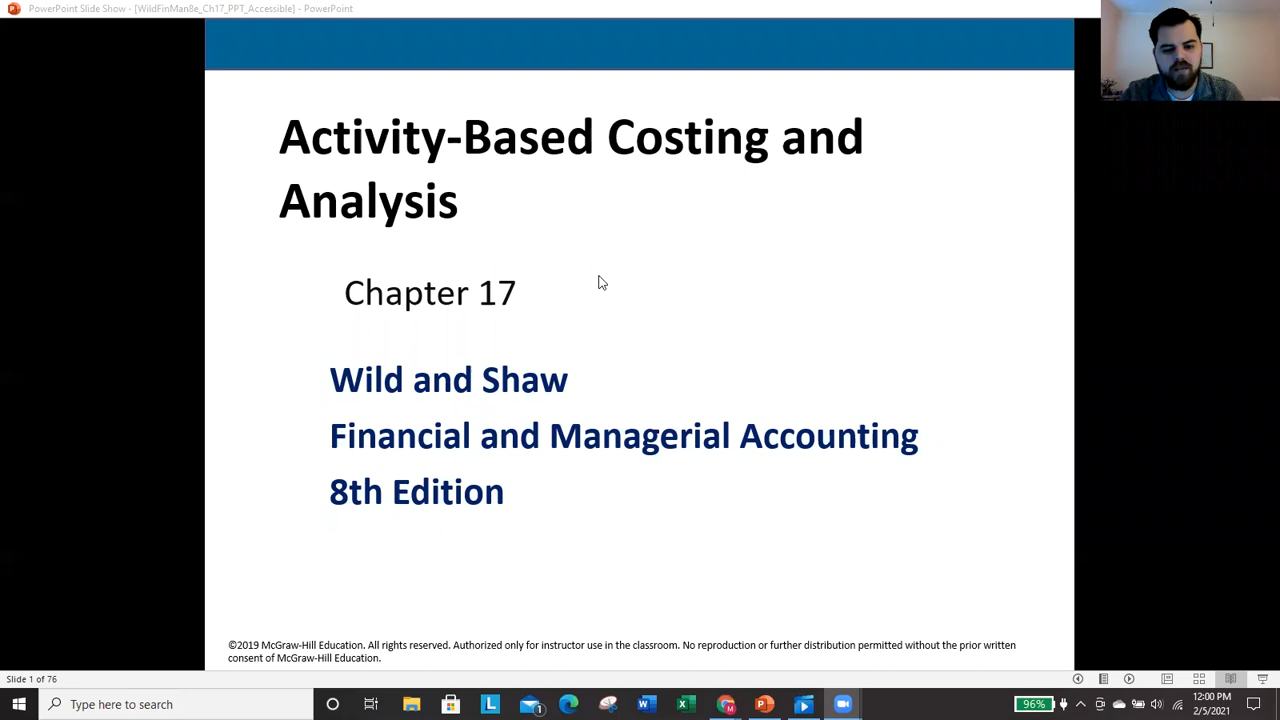 PowerPoint Slide Show - [WildFinMan8e_Ch17_PPT_Accessible] - PowerPoint
Activity-Based Costing and
Analysis
Chapter 17
Wild and Shaw
Financial and Managerial Accounting
8th Edition
©2019 McGraw-Hill Education. All rights reserved. Authorized only for instructor use in the classroom. No reproduction or further distribution permitted without the prior written
consent of McGraw-Hill Education.
Slide 1 of 76
Type here to search
96%
12:00 PM
2/5/2021